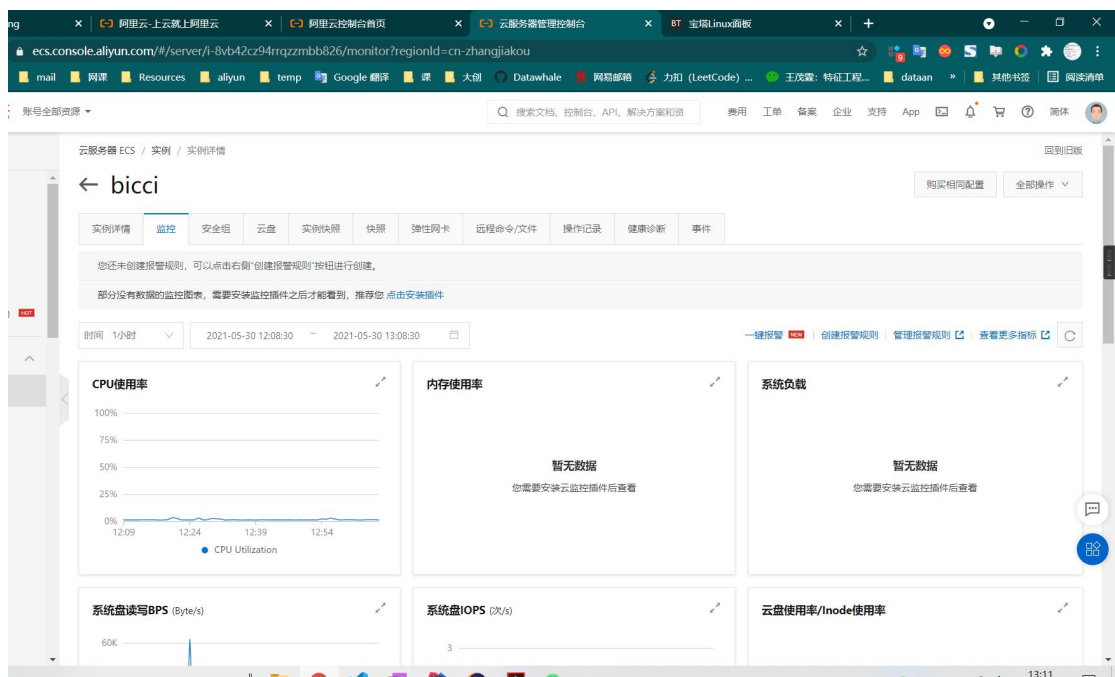 ng
阿里云-上云就上阿里云
阿里云控制台首页
云服务器管理控制台
BT 宝塔Linux面板
ecs.console.aliyun.com/#/server/i-8vb42cz94rrqzzmbb826/monitor?regionId=cn-zhangjiakou
9
mail 网课 Resources aliyun temp Google 翻译 课 大创 Datawhale 网易邮箱 力扣 (LeetCode) ... 王茂霖: 特征工程... dataan » 其他书签 阅读清单
账号全部资源
搜索文档、控制台、API、解决方案和资
费用 工单 备案 企业 支持 App 简体
云服务器 ECS / 实例 / 实例详情
回到旧版
← bicci
购买相同配置 全部操作
实例详情 监控 安全组 云盘 实例快照 快照 弹性网卡 远程命令/文件 操作记录 健康诊断 事件
您还未创建报警规则, 可以点击右侧"创建报警规则"按钮进行创建。
部分没有数据的监控图表, 需要安装监控插件之后才能看到, 推荐您 点击安装插件
HOT
时间 1小时 2021-05-30 12:08:30 ~ 2021-05-30 13:08:30
一键报警 NEW 创建报警规则 管理报警规则 查看更多指标
CPU使用率
100%
75%
50%
25%
0%
12:09 12:24 12:39 12:54
CPU Utilization
内存使用率
暂无数据
您需要安装云监控插件后查看
系统负载
暂无数据
您需要安装云监控插件后查看
系统盘读写BPS (Byte/s)
60K
系统盘IOPS (次/s)
3
云盘使用率/Inode使用率
13:11